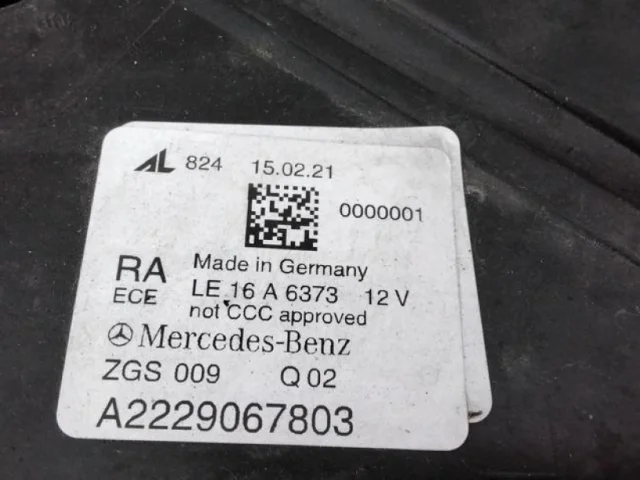 AL 824 15.02.21
0000001
RA Made in Germany
ECE LE 16 A 6373 12 V
not CCC approved
Mercedes-Benz
ZGS 009 Q 02
A2229067803